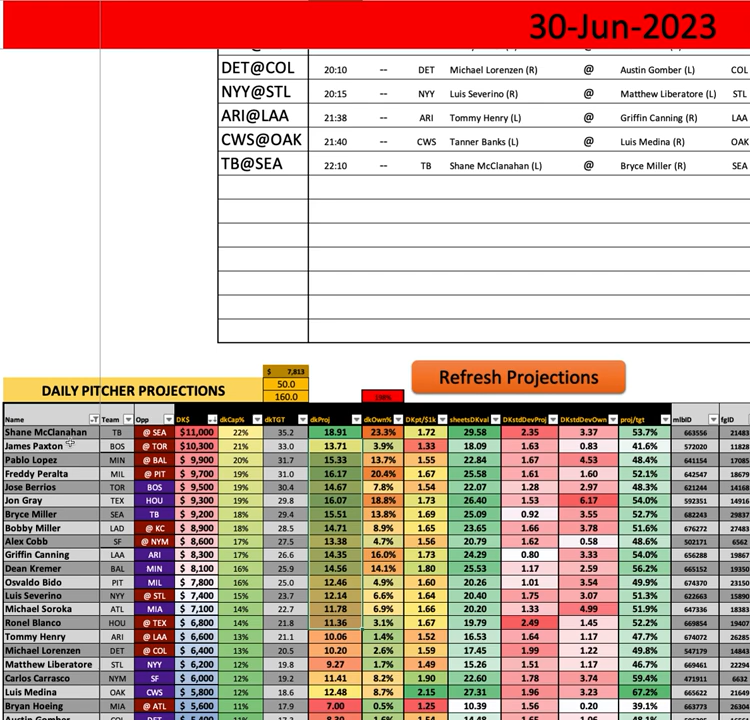 30-Jun-2023
DET@COL 20:10 -- DET Michael Lorenzen (R) @ Austin Gomber (L) COL
NYY@STL 20:15 -- NYY Luis Severino (R) @ Matthew Liberatore (L) STL
ARI@LAA 21:38 -- ARI Tommy Henry (L) @ Griffin Canning (R) LAA
CWS@OAK 21:40 -- CWS Tanner Banks (L) @ Luis Medina (R) OAK
TB@SEA 22:10 -- TB Shane McClanahan (L) @ Bryce Miller (R) SEA
$ 7,813
Refresh Projections
DAILY PITCHER PROJECTIONS 50.0
160.0
Name Team Opp DK$ dkCap% dkTGT dkProj dkOwn% DKpt/$1k sheetsDKval DKstdDevProj DKstdDevOwn proj/tgt mlbID fgID
Shane McClanahan TB @ SEA $11,000 22% 35.2 18.91 23.3% 1.72 29.58 2.35 3.37 53.7% 663556 21483
James Paxton BOS @ TOR $10,300 21% 33.0 13.71 3.9% 1.33 18.09 1.63 0.83 41.6% 572020 11828
Pablo Lopez MIN @ BAL $ 9,900 20% 31.7 15.33 13.7% 1.55 22.84 1.67 4.53 48.4% 641154 17085
Freddy Peralta MIL @ PIT $ 9,700 19% 31.0 16.17 20.4% 1.67 25.58 1.61 1.60 52.1% 642547 18679
Jose Berrios TOR BOS $ 9,500 19% 30.4 14.67 7.8% 1.54 22.07 1.28 2.97 48.3% 621244 14168
Jon Gray TEX HOU $ 9,300 19% 29.8 16.07 18.8% 1.73 26.40 1.53 6.17 54.0% 592351 14916
Bryce Miller SEA TB $ 9,200 18% 29.4 15.51 13.8% 1.69 25.09 0.92 3.55 52.7% 682243 29837
Bobby Miller LAD @ KC $ 8,900 18% 28.5 14.71 8.9% 1.65 23.65 1.66 3.78 51.6% 676272 27483
Alex Cobb SF @ NYM $ 8,600 17% 27.5 13.38 4.7% 1.56 20.79 1.62 0.58 48.6% 502171 6562
Griffin Canning LAA ARI $ 8,300 17% 26.6 14.35 16.0% 1.73 24.29 0.80 3.33 54.0% 656288 19867
Dean Kremer BAL MIN $ 8,100 16% 25.9 14.56 14.1% 1.80 25.53 1.17 2.59 56.2% 665152 19350
Osvaldo Bido PIT MIL $ 7,800 16% 25.0 12.46 4.9% 1.60 20.26 1.01 3.54 49.9% 674370 23150
Luis Severino NYY @ STL $ 7,400 15% 23.7 12.14 6.6% 1.64 20.40 1.75 3.07 51.3% 622663 15890
Michael Soroka ATL MIA $ 7,100 14% 22.7 11.78 6.9% 1.66 20.20 1.33 4.99 51.9% 647336 18383
Ronel Blanco HOU @ TEX $ 6,800 14% 21.8 11.36 3.1% 1.67 19.79 2.49 1.45 52.2% 669854 19407
Tommy Henry ARI @ LAA $ 6,600 13% 21.1 10.06 1.4% 1.52 16.53 1.64 1.17 47.7% 674072 26285
Michael Lorenzen DET @ COL $ 6,400 13% 20.5 10.20 2.6% 1.59 17.45 1.99 1.22 49.8% 547179 14843
Matthew Liberatore STL NYY $ 6,200 12% 19.8 9.27 1.7% 1.49 15.26 1.51 1.17 46.7% 669461 22294
Carlos Carrasco NYM SF $ 6,000 12% 19.2 11.41 8.2% 1.90 22.60 1.78 3.74 59.4% 471911 6632
Luis Medina OAK CWS $ 5,800 12% 18.6 12.48 8.7% 2.15 27.31 1.96 3.23 67.2% 665622 21649
Bryan Hoeing MIA @ ATL $ 5,600 11% 17.9 7.00 0.5% 1.25 10.39 1.56 0.20 39.1% 663773 26309